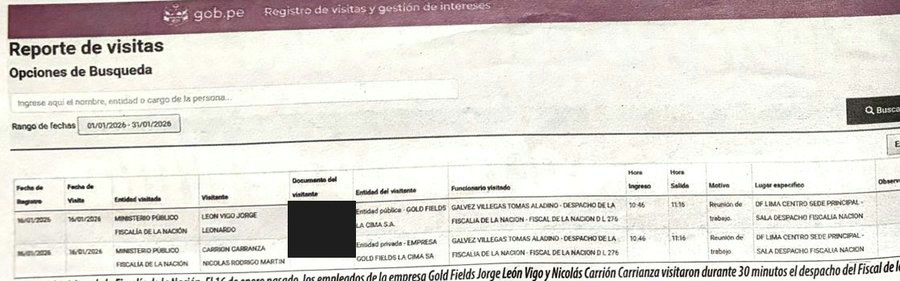 gob.pe Registro de visitas y gestión de intereses
Reporte de visitas
Opciones de Busqueda
Ingrese aqui el nombre, entidad o cargo de la persona...
Rango de fechas 01/01/2026 - 31/01/2026
Busca
E
Fecha de Registro Fecha de Visita Entidad visitada Visitante Documento del visitante Entidad del visitante Funcionario visitado Hora Ingreso Hora Salida Motivo Lugar especifico Observ
16/01/2026 16/01/2026 MINISTERIO PÚBLICO LEON VIGO JORGE Entidad pública - GOLD FIELDS GALVEZ VILLEGAS TOMAS ALADINO - DESPACHO DE LA 10:46 11:16 Reunión de DF LIMA CENTRO SEDE PRINCIPAL -
FISCALÍA DE LA NACIÓN LEONARDO LA CIMA S.A. FISCALIA DE LA NACION - FISCAL DE LA NACION D L 276 trabajo. SALA DESPACHO FISCALIA NACION
16/01/2026 16/01/2026 MINISTERIO PÚBLICO CARRION CARRANZA Entidad privada - EMPRESA GALVEZ VILLEGAS TOMAS ALADINO - DESPACHO DE LA 10:46 11:16 Reunión de DF LIMA CENTRO SEDE PRINCIPAL -
FISCALÍA DE LA NACIÓN NICOLAS RODRIGO MARTIN GOLD FIELDS LA CIMA SA FISCALIA DE LA NACION - FISCAL DE LA NACION D L 276 trabajo. SALA DESPACHO FISCALIA NACION
de la Nación. El 16 de enero pasado, los empleados de la empresa Gold Fields Jorge León Vigo y Nicolás Carrión Carrianza visitaron durante 30 minutos el despacho del Fiscal de